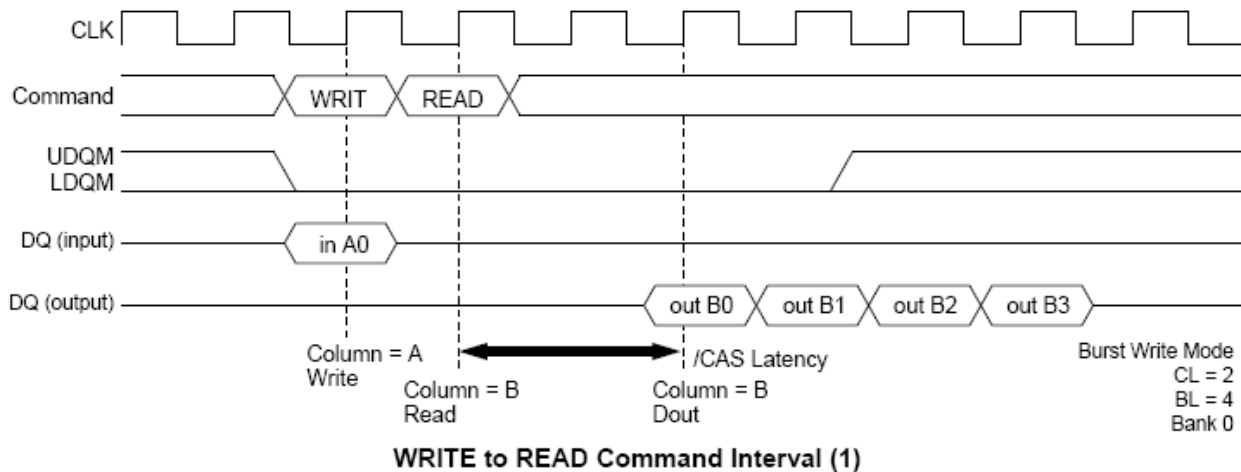 CLK
Command
WRIT
READ
UDQM
LDQM
DQ (input)
in A0
DQ (output)
out B0
out B1
out B2
out B3
Column = A
Write
Column = B
Read
/CAS Latency
Column = B
Dout
Burst Write Mode
CL = 2
BL = 4
Bank 0
WRITE to READ Command Interval (1)